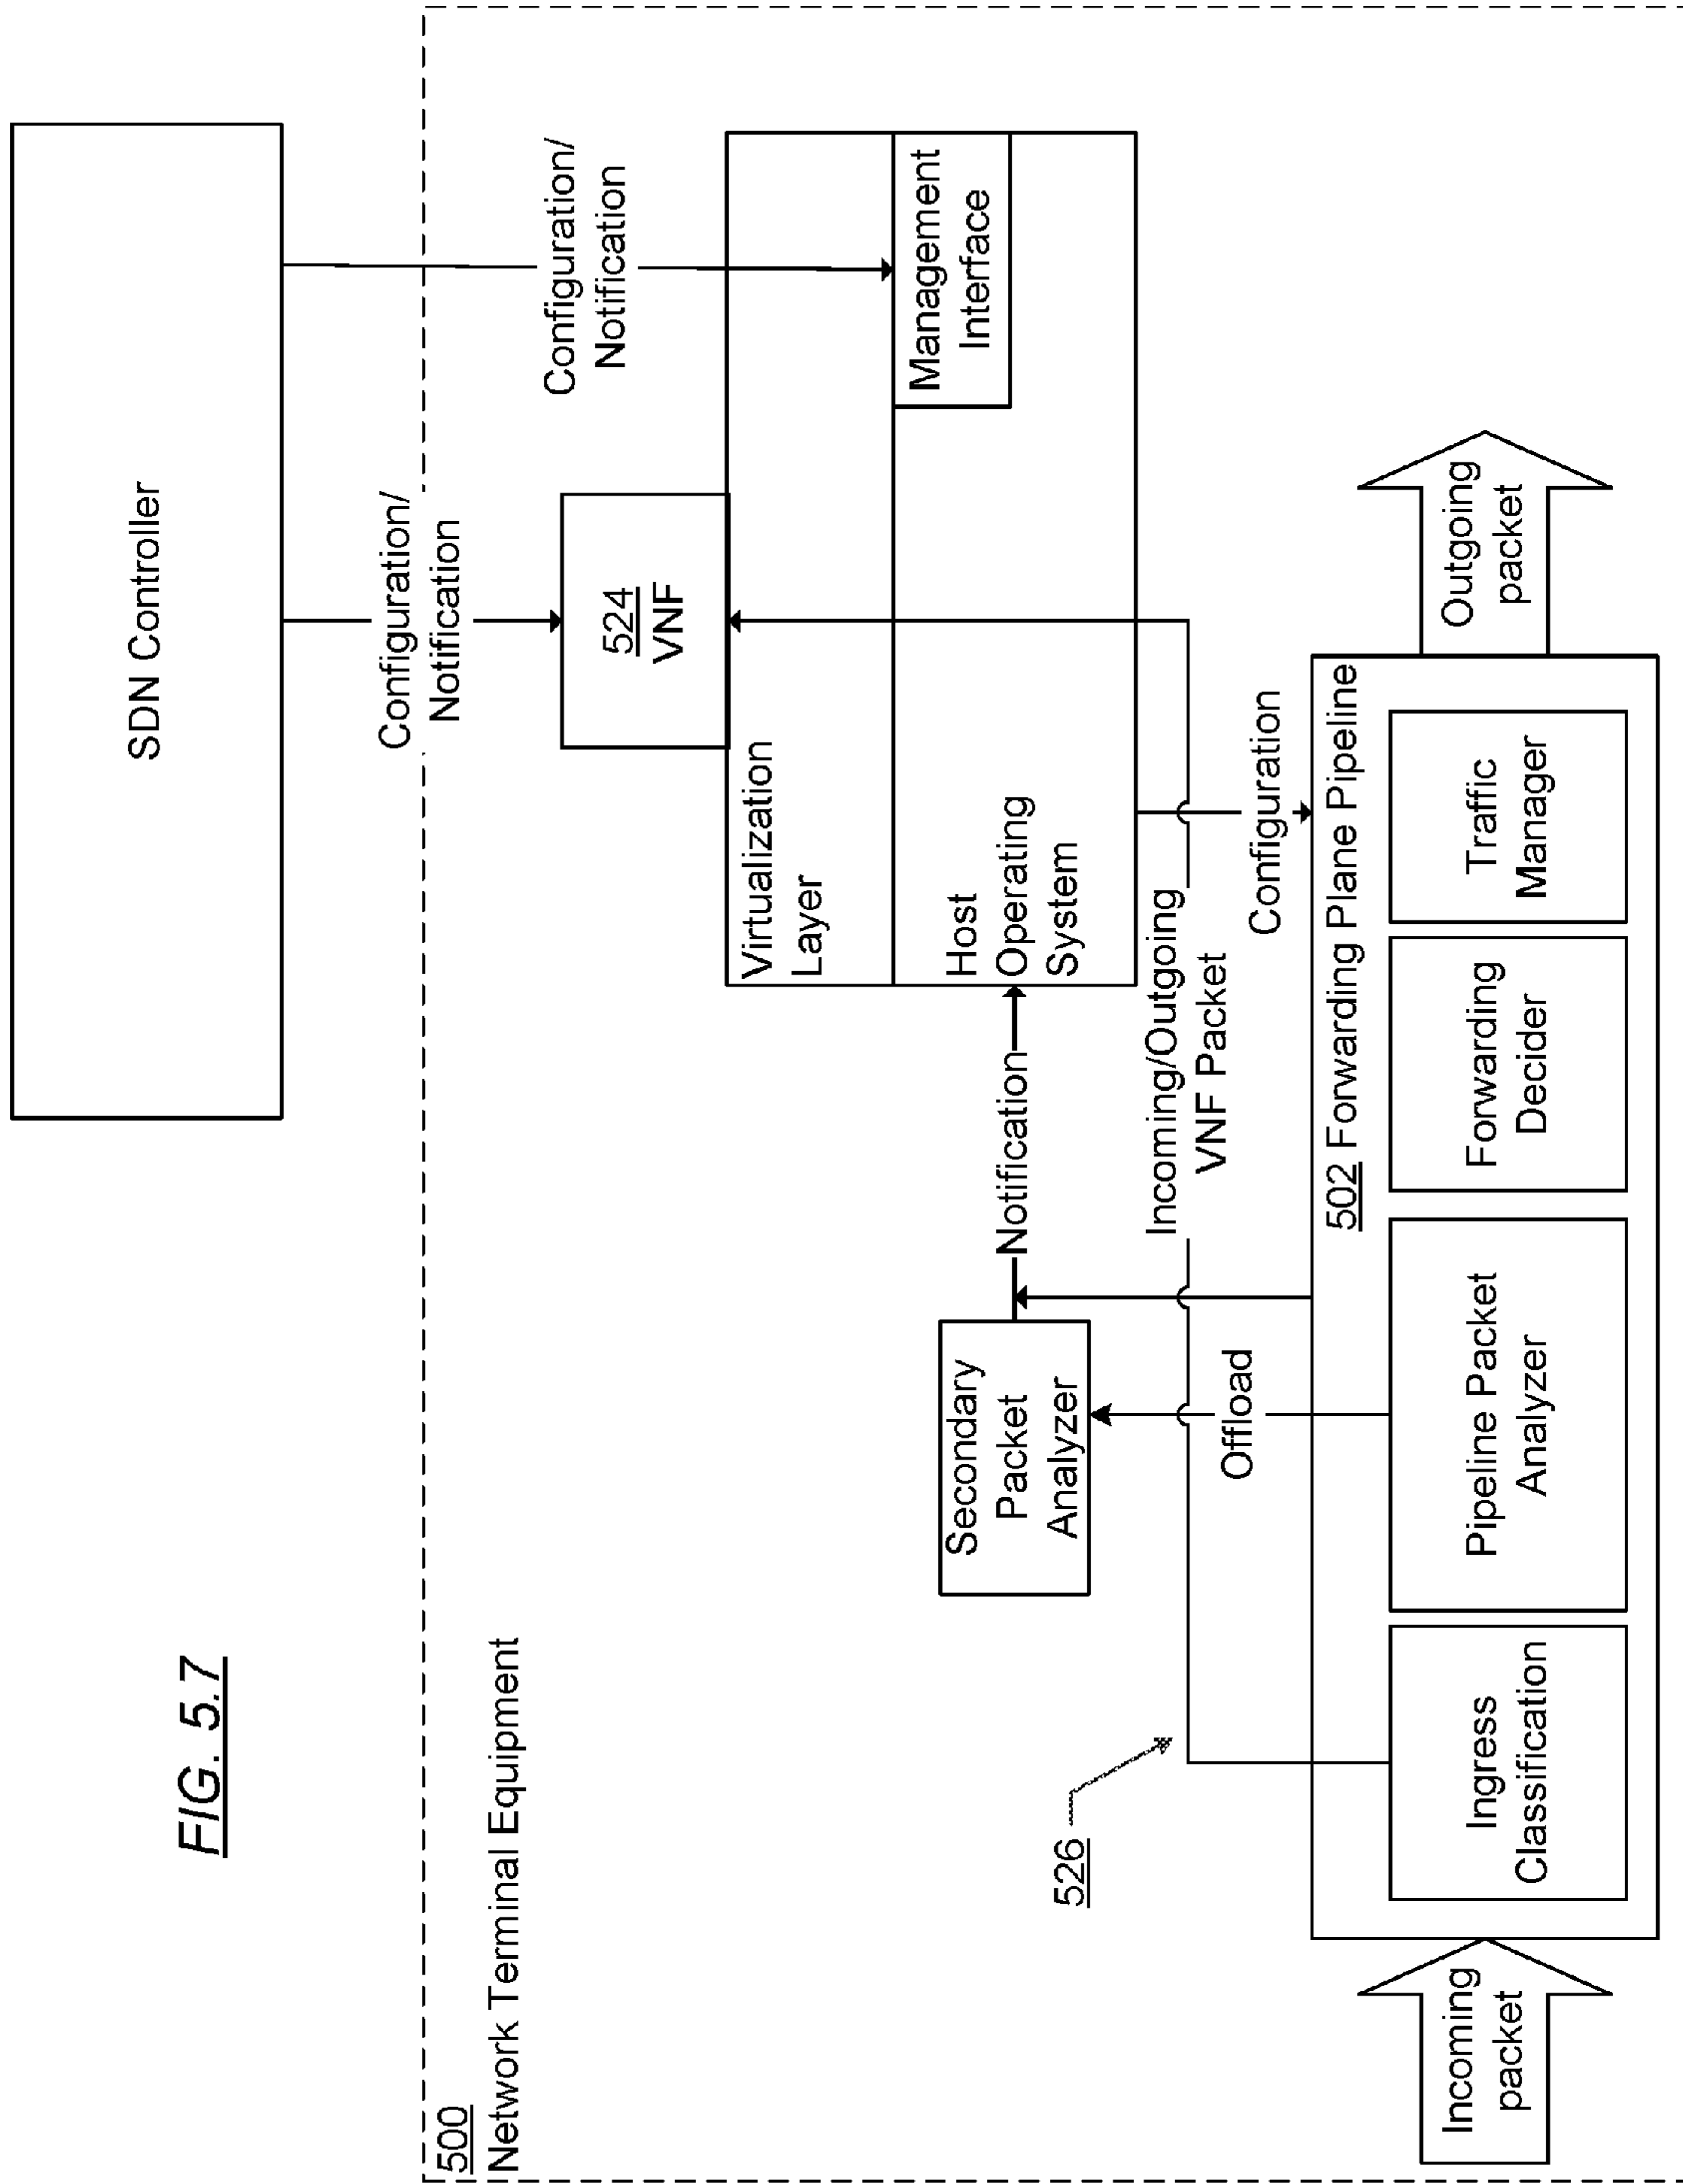 FIG. 5.7
SDN Controller
Configuration/
Notification
Configuration/
Notification
500
Network Terminal Equipment
524
VNF
Virtualization
Layer
Management
Interface
Host
Operating
System
Secondary
Packet
Analyzer
Notification
526
Incoming/Outgoing
VNF Packet
Offload
Configuration
502 Forwarding Plane Pipeline
Incoming
packet
Ingress
Classification
Pipeline Packet
Analyzer
Forwarding
Decider
Traffic
Manager
Outgoing
packet